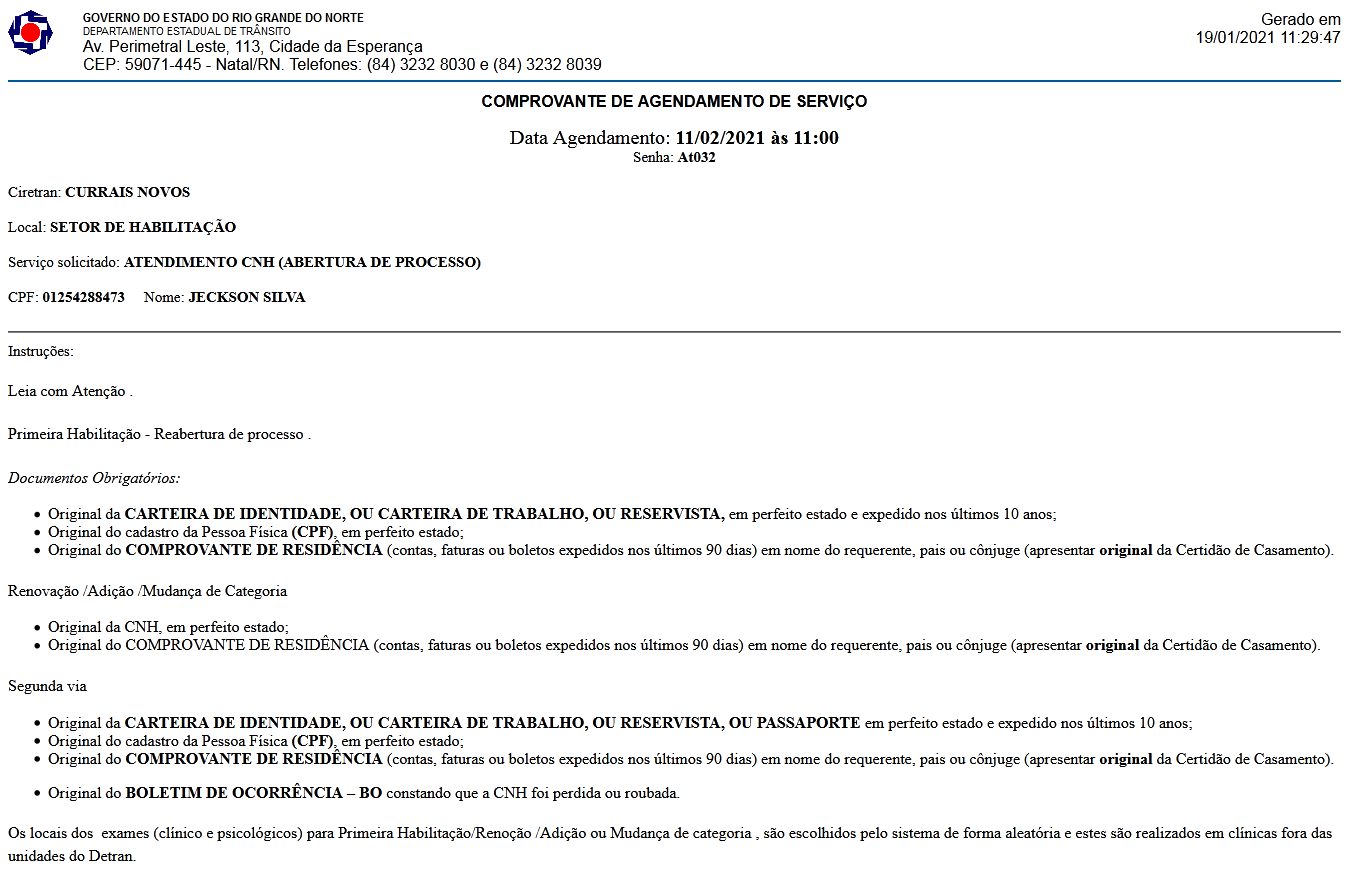 GOVERNO DO ESTADO DO RIO GRANDE DO NORTE
DEPARTAMENTO ESTADUAL DE TRÂNSITO
Av. Perimetral Leste, 113, Cidade da Esperança
CEP: 59071-445 - Natal/RN. Telefones: (84) 3232 8030 e (84) 3232 8039
Gerado em
19/01/2021 11:29:47
COMPROVANTE DE AGENDAMENTO DE SERVIÇO
Data Agendamento: 11/02/2021 às 11:00
Senha: At032
Ciretran: CURRAIS NOVOS
Local: SETOR DE HABILITAÇÃO
Serviço solicitado: ATENDIMENTO CNH (ABERTURA DE PROCESSO)
CPF: 01254288473 Nome: JECKSON SILVA
Instruções:
Leia com Atenção .
Primeira Habilitação - Reabertura de processo .
Documentos Obrigatórios:
• Original da CARTEIRA DE IDENTIDADE, OU CARTEIRA DE TRABALHO, OU RESERVISTA, em perfeito estado e expedido nos últimos 10 anos;
• Original do cadastro da Pessoa Física (CPF), em perfeito estado;
• Original do COMPROVANTE DE RESIDÊNCIA (contas, faturas ou boletos expedidos nos últimos 90 dias) em nome do requerente, pais ou cônjuge (apresentar original da Certidão de Casamento).
Renovação /Adição /Mudança de Categoria
• Original da CNH, em perfeito estado;
• Original do COMPROVANTE DE RESIDÊNCIA (contas, faturas ou boletos expedidos nos últimos 90 dias) em nome do requerente, pais ou cônjuge (apresentar original da Certidão de Casamento).
Segunda via
• Original da CARTEIRA DE IDENTIDADE, OU CARTEIRA DE TRABALHO, OU RESERVISTA, OU PASSAPORTE em perfeito estado e expedido nos últimos 10 anos;
• Original do cadastro da Pessoa Física (CPF), em perfeito estado;
• Original do COMPROVANTE DE RESIDÊNCIA (contas, faturas ou boletos expedidos nos últimos 90 dias) em nome do requerente, pais ou cônjuge (apresentar original da Certidão de Casamento).
• Original do BOLETIM DE OCORRÊNCIA – BO constando que a CNH foi perdida ou roubada.
Os locais dos exames (clínico e psicológicos) para Primeira Habilitação/Renoção /Adição ou Mudança de categoria , são escolhidos pelo sistema de forma aleatória e estes são realizados em clínicas fora das
unidades do Detran.